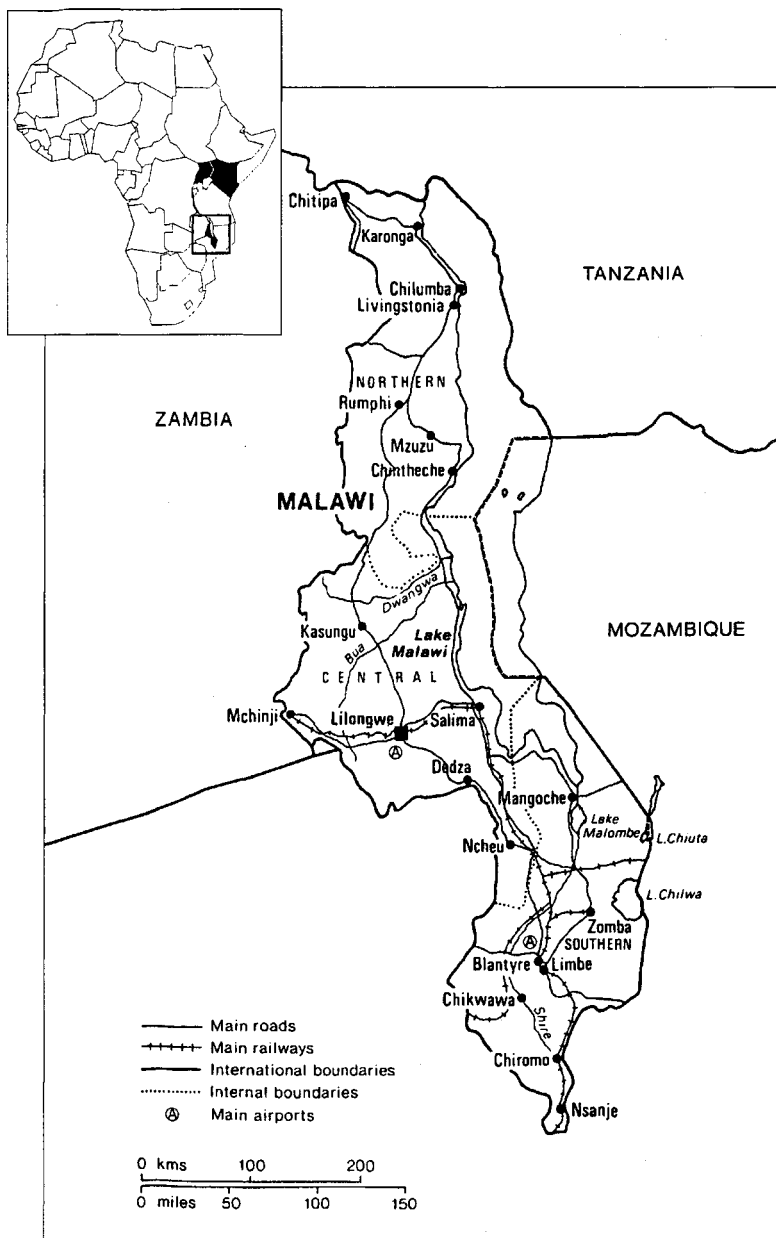 Chitipa
Karonga
TANZANIA
Chilumba
Livingstonia
NORTHERN
ZAMBIA
Rumphi
Mzuzu
Chintheche
MALAWI
Dwangwa
Kasungu
Bua
Lake
Malawi
MOZAMBIQUE
CENTRAL
Mchinji
Lilongwe
Salima
A
Dedza
Mangoche
Lake
Malombe
L.Chiuta
Ncheu
L.Chilwa
Zomba
SOUTHERN
A
Blantyre
Limbe
Chikwawa
Shire
Chiromo
Nsanje
Main roads
Main railways
International boundaries
Internal boundaries
A Main airports
0 kms 100 200
0 miles 50 100 150